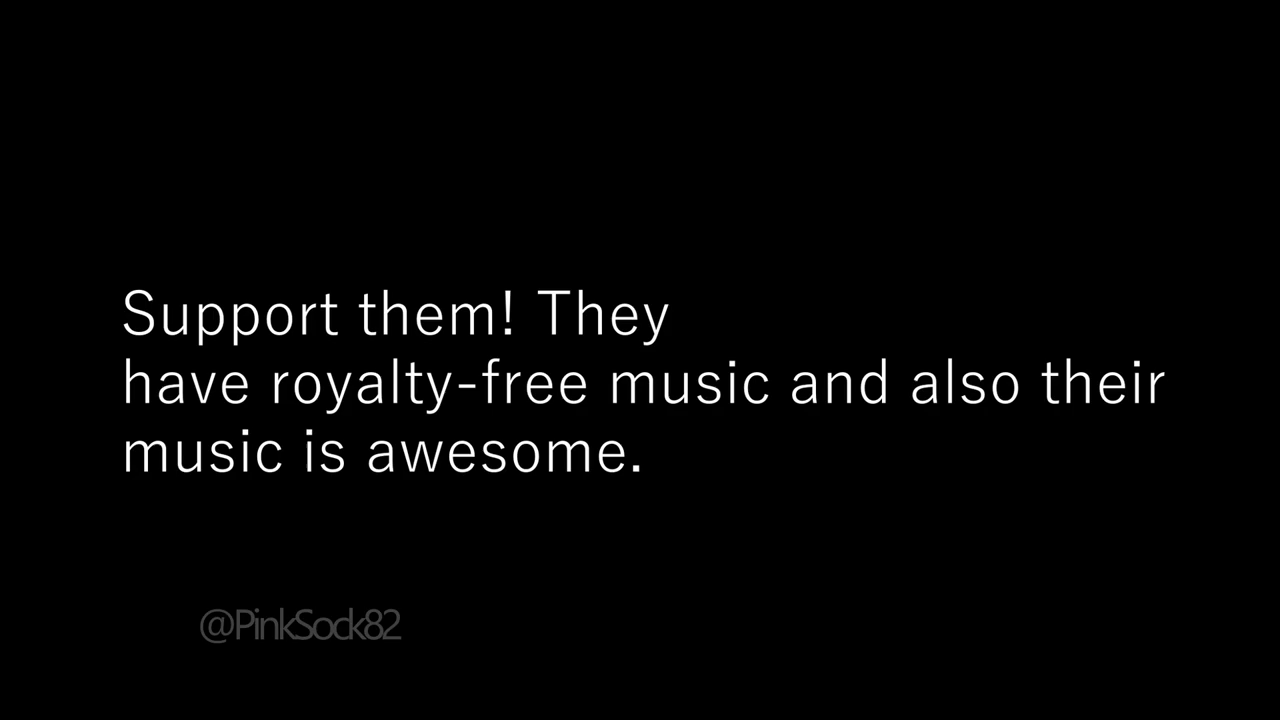 Support them! They
have royalty-free music and also their
music is awesome.
@PinkSock82